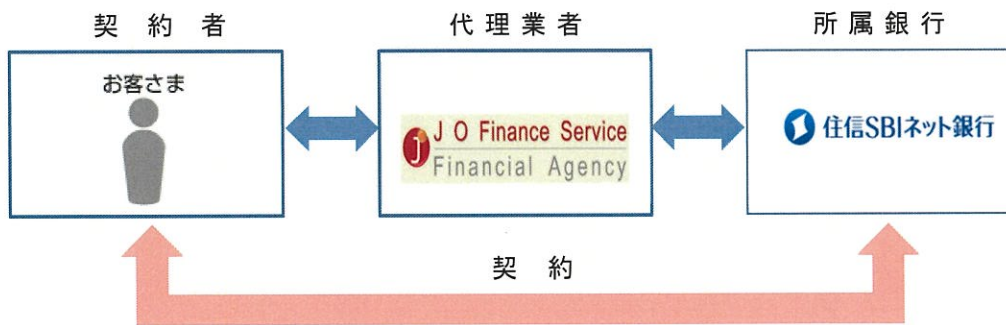 契約者
代理業者
所属銀行
お客さま
j
J O Finance Service
Financial Agency
住信SBIネット銀行
契約